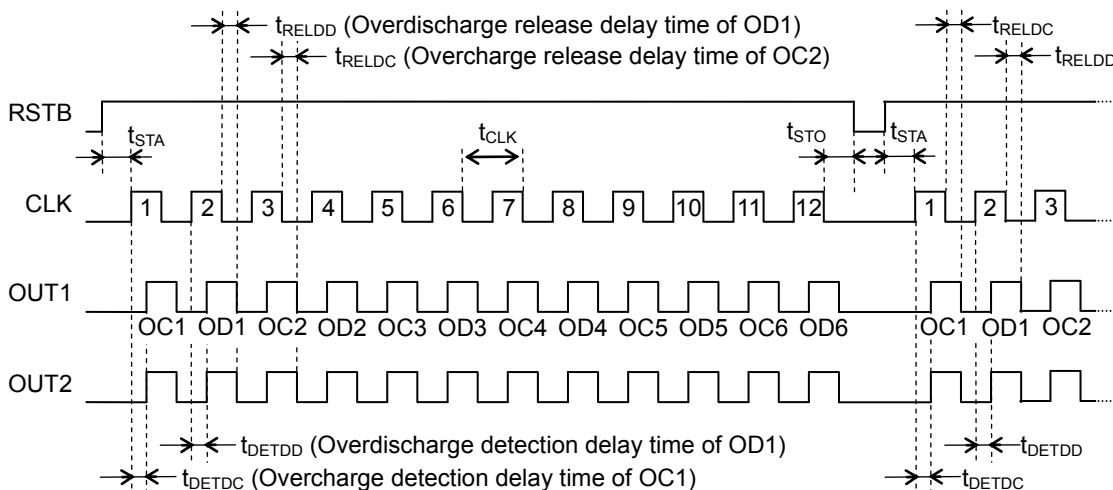 tRELDD (Overdischarge release delay time of OD1)
tRELDC
tRELDC (Overcharge release delay time of OC2)
tRELDD
RSTB
tSTA
tCLK
tSTO
tSTA
CLK
1 2 3 4 5 6 7 8 9 10 11 12 1 2 3
OUT1
OC1 OD1 OC2 OD2 OC3 OD3 OC4 OD4 OC5 OD5 OC6 OD6 OC1 OD1 OC2
OUT2
tDETDD (Overdischarge detection delay time of OD1)
tDETDD
tDETDC (Overcharge detection delay time of OC1)
tDETDC